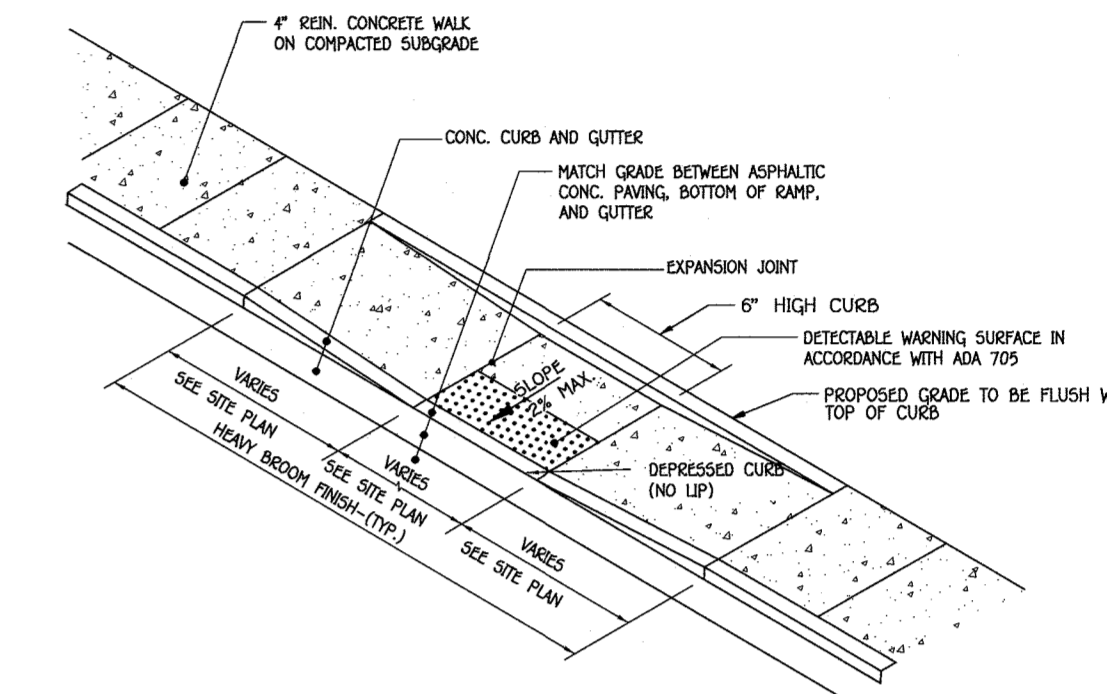 4" REIN. CONCRETE WALK
ON COMPACTED SUBGRADE
CONC. CURB AND GUTTER
MATCH GRADE BETWEEN ASPHALTIC
CONC. PAVING, BOTTOM OF RAMP,
AND GUTTER
EXPANSION JOINT
6" HIGH CURB
DETECTABLE WARNING SURFACE IN
ACCORDANCE WITH ADA 705
PROPOSED GRADE TO BE FLUSH
TOP OF CURB
SLOPE
2% MAX.
DEPRESSED CURB
(NO LIP)
VARIES
SEE SITE PLAN
VARIES
SEE SITE PLAN
VARIES
SEE SITE PLAN
HEAVY BROOM FINISH-(TYP.)